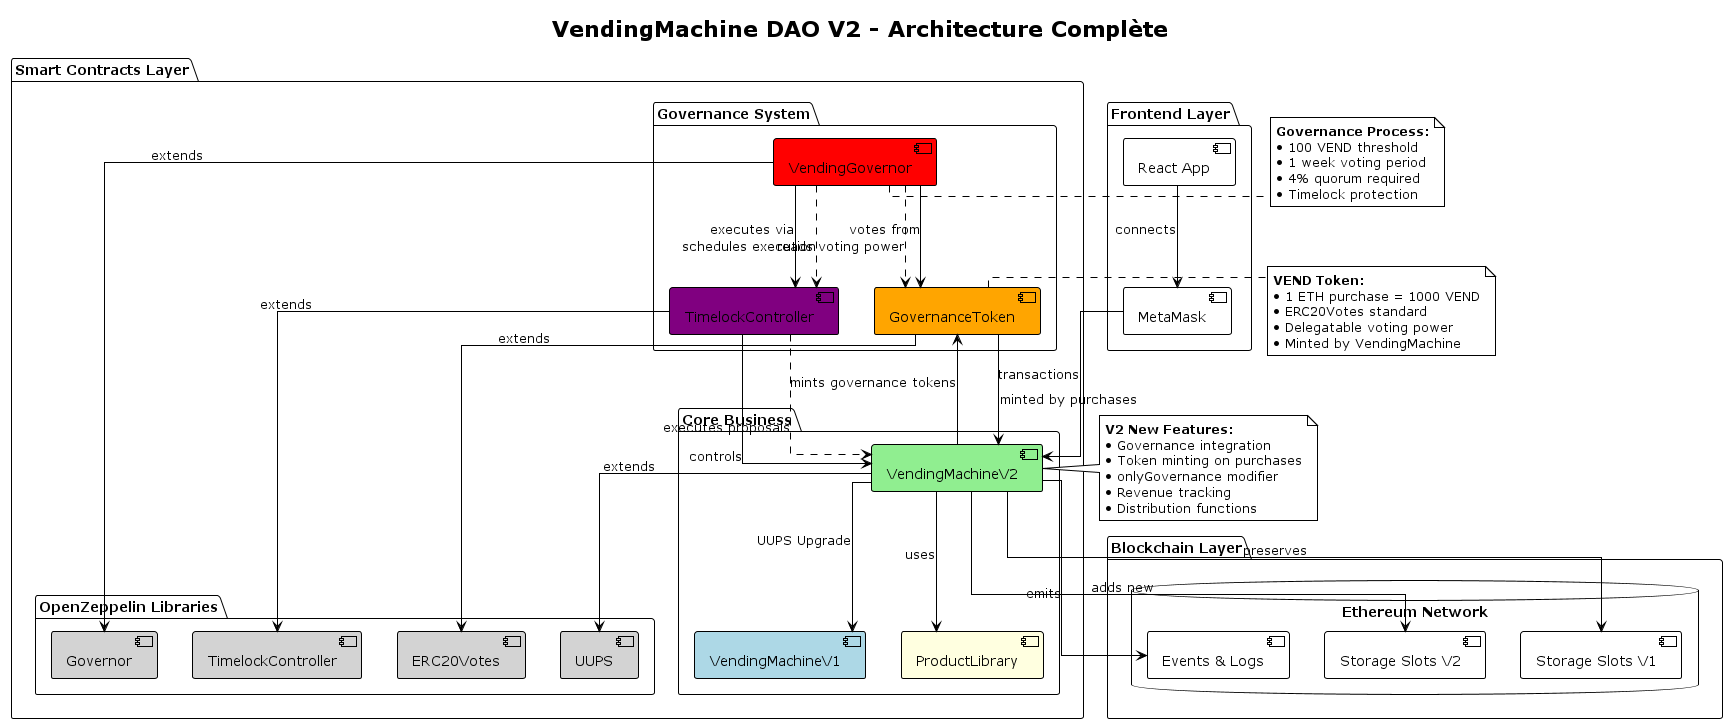 VendingMachine DAO V2 - Architecture Complète
Smart Contracts Layer
Governance System
VendingGovernor
extends
executes via
schedules execution
votes from
reads voting power
TimelockController
GovernanceToken
extends
extends
Frontend Layer
React App
connects
MetaMask
Governance Process:
• 100 VEND threshold
• 1 week voting period
• 4% quorum required
• Timelock protection
VEND Token:
• 1 ETH purchase = 1000 VEND
• ERC20Votes standard
• Delegatable voting power
• Minted by VendingMachine
mints governance tokens
transactions
minted by purchases
Core Business
executes proposals
controls
extends
VendingMachineV2
V2 New Features:
• Governance integration
• Token minting on purchases
• onlyGovernance modifier
• Revenue tracking
• Distribution functions
UUPS Upgrade
uses
preserves
adds new
emits
OpenZeppelin Libraries
Governor
TimelockController
ERC20Votes
UUPS
VendingMachineV1
ProductLibrary
Blockchain Layer
Ethereum Network
Events & Logs
Storage Slots V2
Storage Slots V1